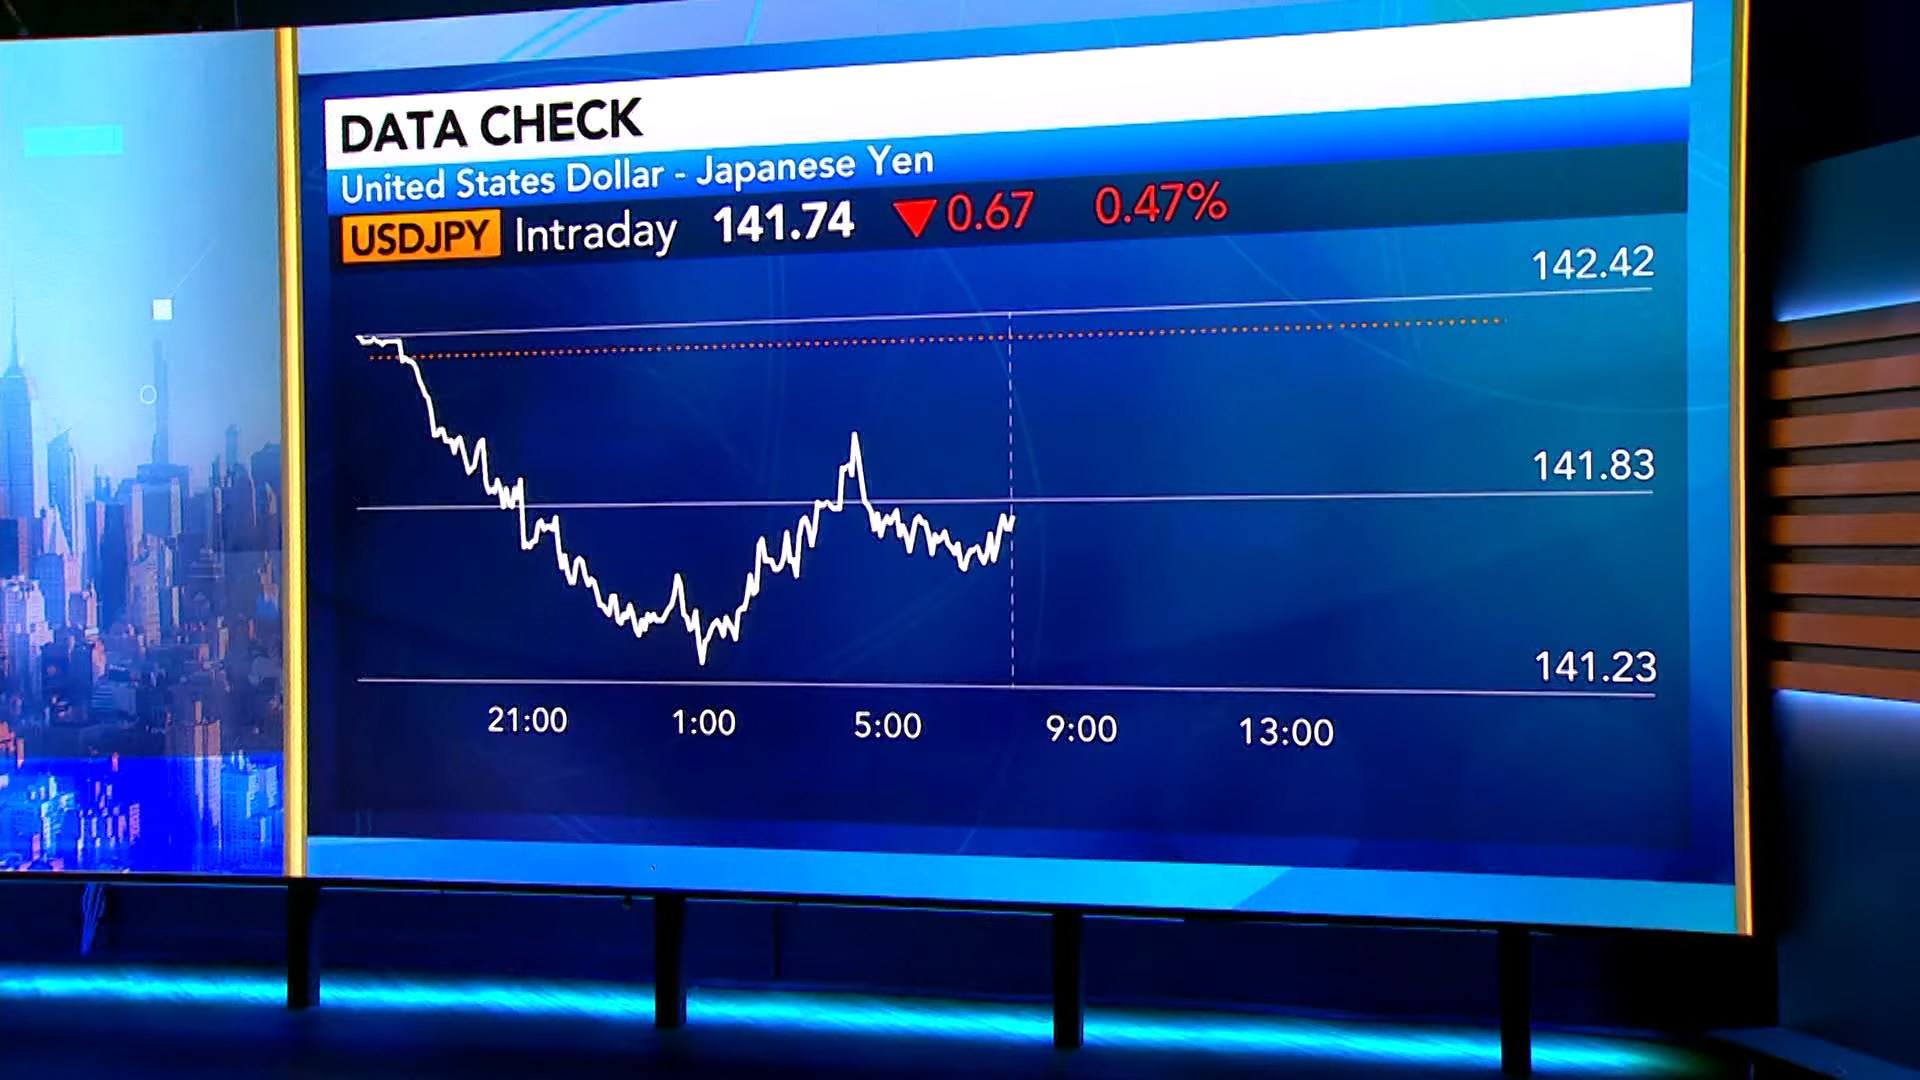 DATA CHECK
United States Dollar - Japanese Yen
USDJPY Intraday 141.74 ▼0.67 0.47%
142.42
141.83
141.23
21:00 1:00 5:00 9:00 13:00